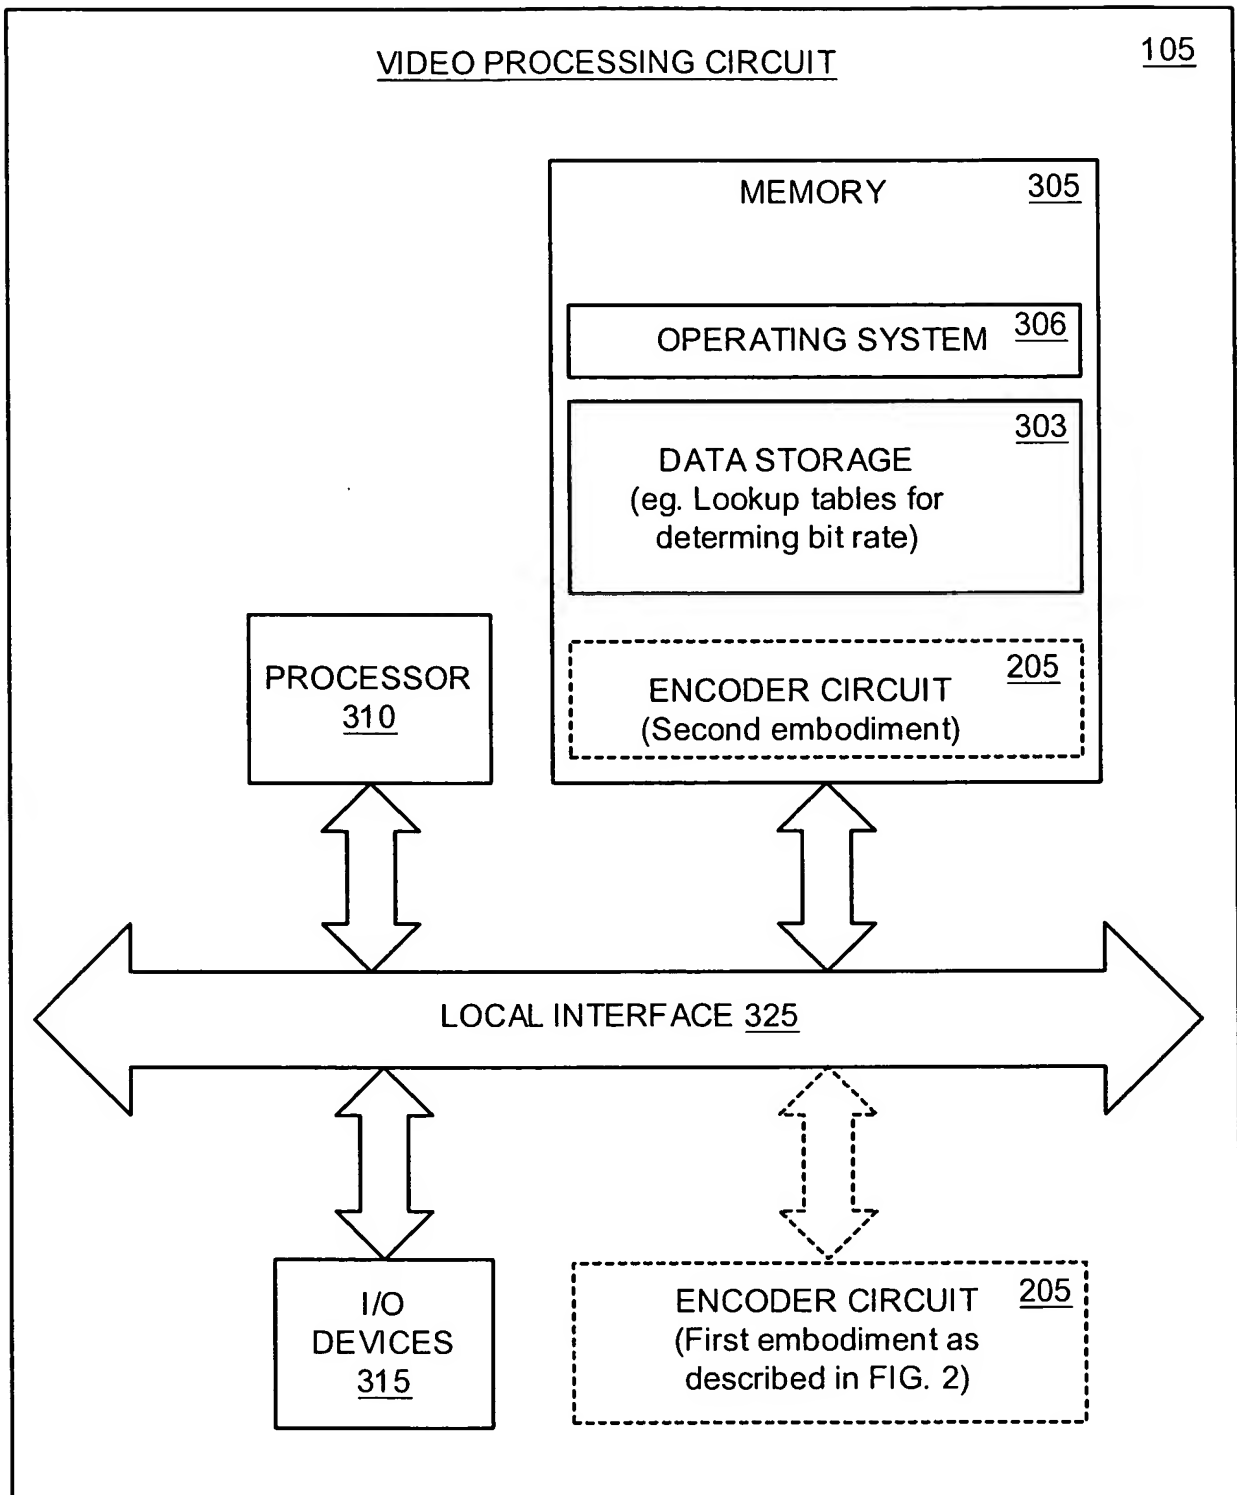 VIDEO PROCESSING CIRCUIT
105
MEMORY
305
OPERATING SYSTEM
306
303
DATA STORAGE
(eg. Lookup tables for
determing bit rate)
205
ENCODER CIRCUIT
(Second embodiment)
PROCESSOR
310
LOCAL INTERFACE 325
I/O
DEVICES
315
205
ENCODER CIRCUIT
(First embodiment as
described in FIG. 2)